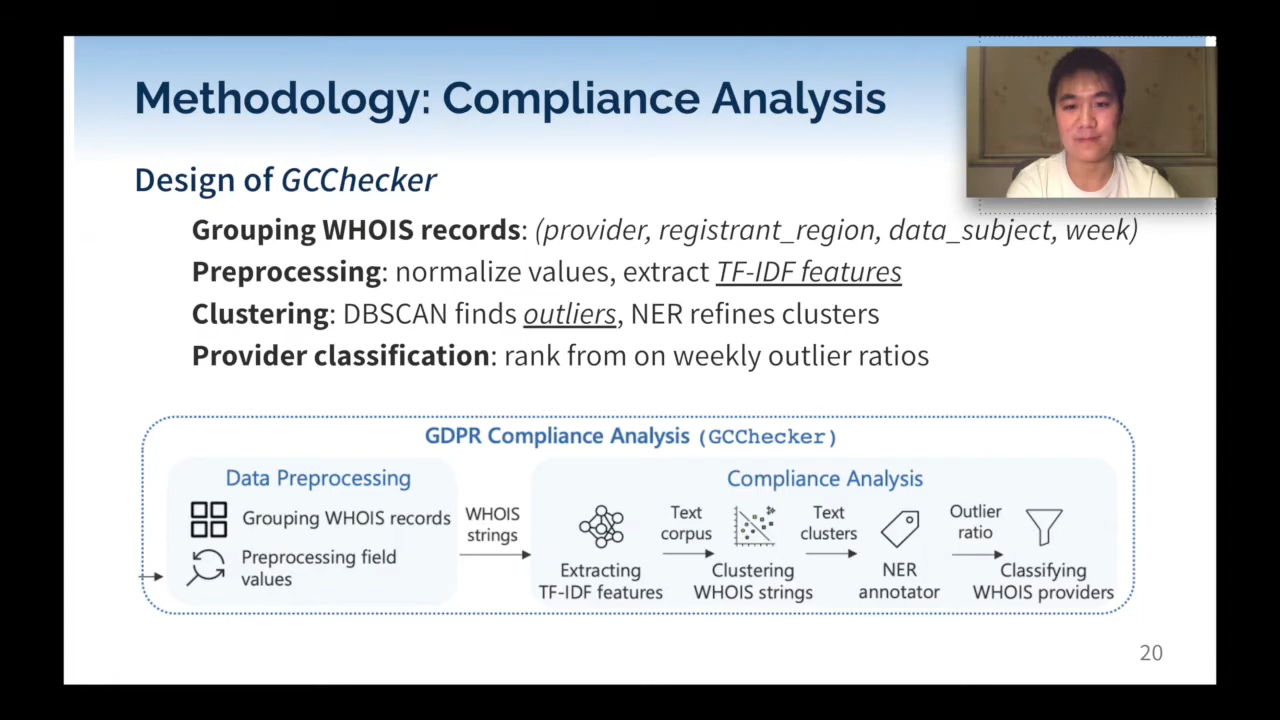 Methodology: Compliance Analysis
Design of GCChecker
Grouping WHOIS records: (provider, registrant_region, data_subject, week)
Preprocessing: normalize values, extract TF-IDF features
Clustering: DBSCAN finds outliers, NER refines clusters
Provider classification: rank from on weekly outlier ratios
GDPR Compliance Analysis (GCChecker)
Data Preprocessing
Grouping WHOIS records
Preprocessing field
values
WHOIS
strings
Compliance Analysis
Extracting
TF-IDF features
Text
corpus
Clustering
WHOIS strings
Text
clusters
NER
annotator
Outlier
ratio
Classifying
WHOIS providers
20